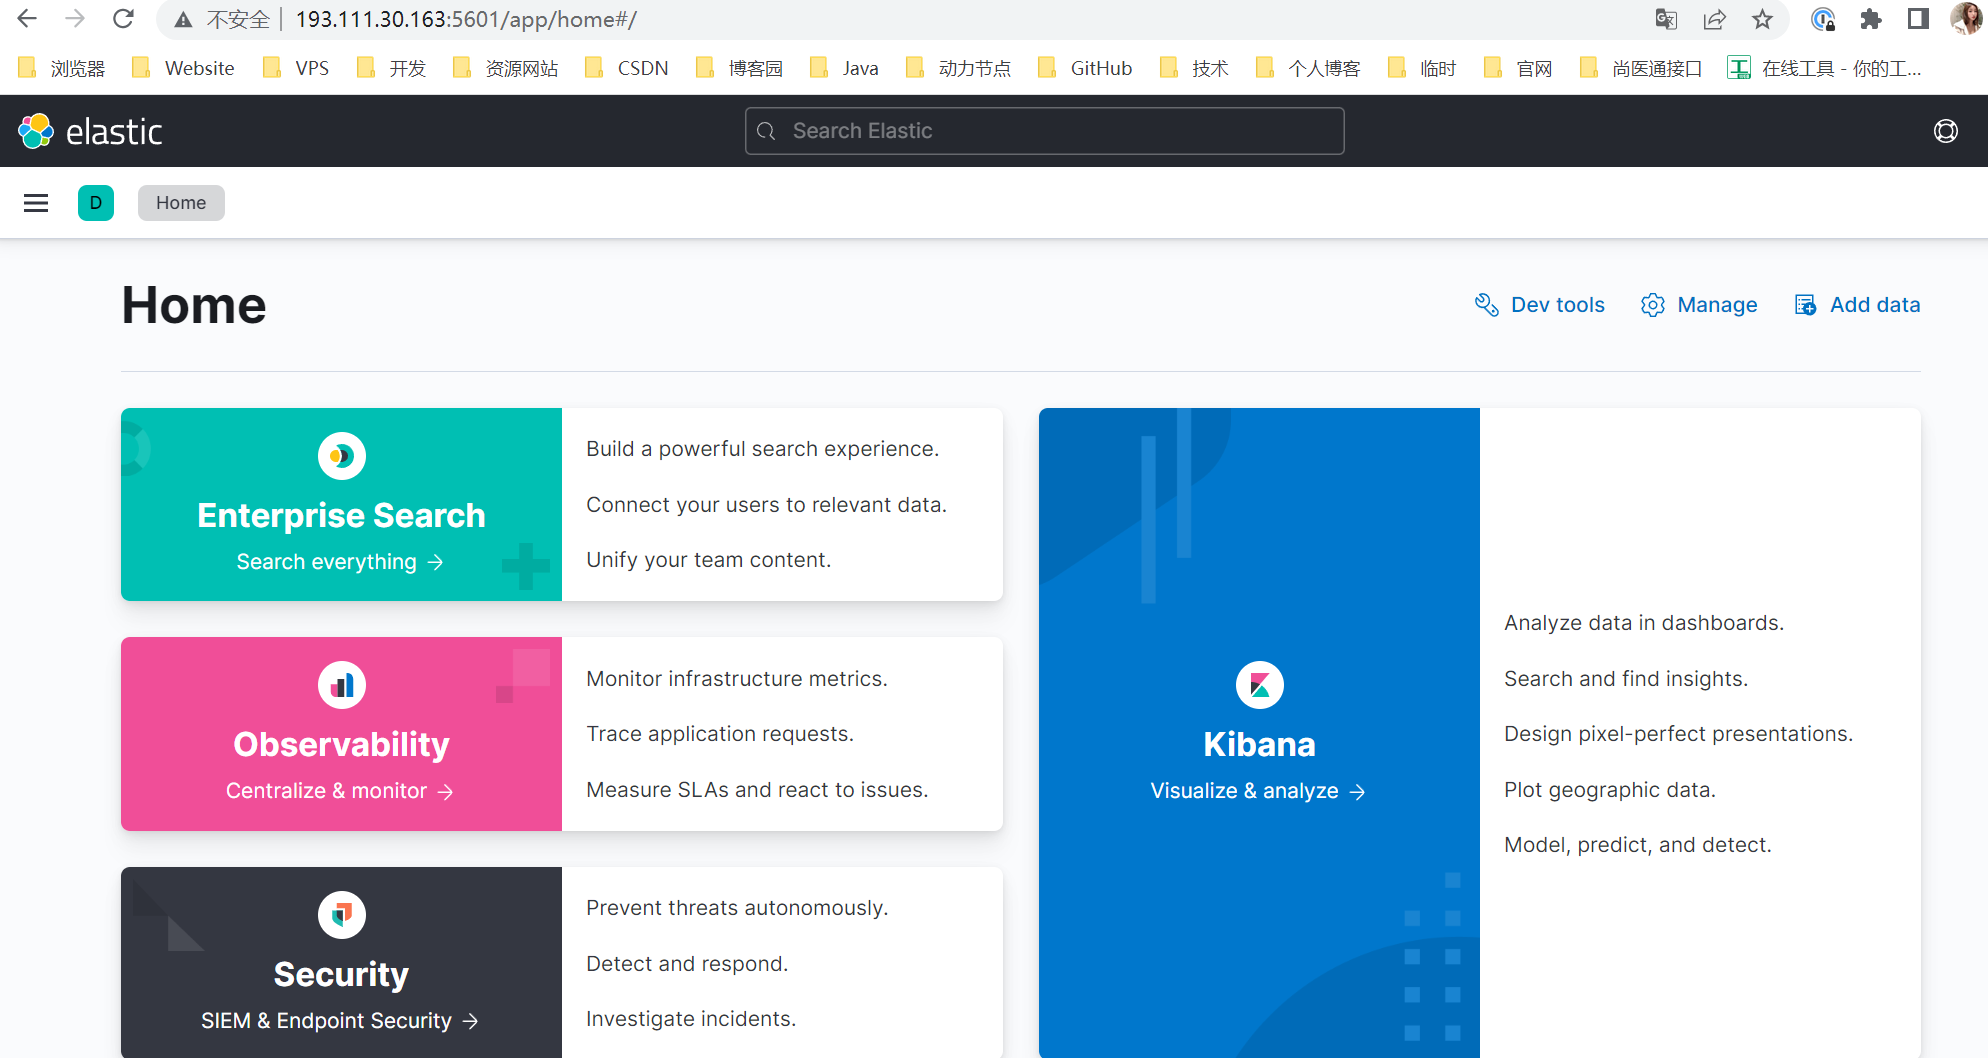 不安全 193.111.30.163:5601/app/home#/
浏览器 Website VPS 开发 资源网站 CSDN 博客园 Java 动力节点 GitHub 技术 个人博客 临时 官网 尚医通接口 在线工具 - 你的工...
elastic
Search Elastic
D Home
Home
Dev tools Manage Add data
Enterprise Search
Search everything →
Build a powerful search experience.
Connect your users to relevant data.
Unify your team content.
Observability
Centralize & monitor →
Monitor infrastructure metrics.
Trace application requests.
Measure SLAs and react to issues.
Security
SIEM & Endpoint Security →
Prevent threats autonomously.
Detect and respond.
Investigate incidents.
Kibana
Visualize & analyze →
Analyze data in dashboards.
Search and find insights.
Design pixel-perfect presentations.
Plot geographic data.
Model, predict, and detect.